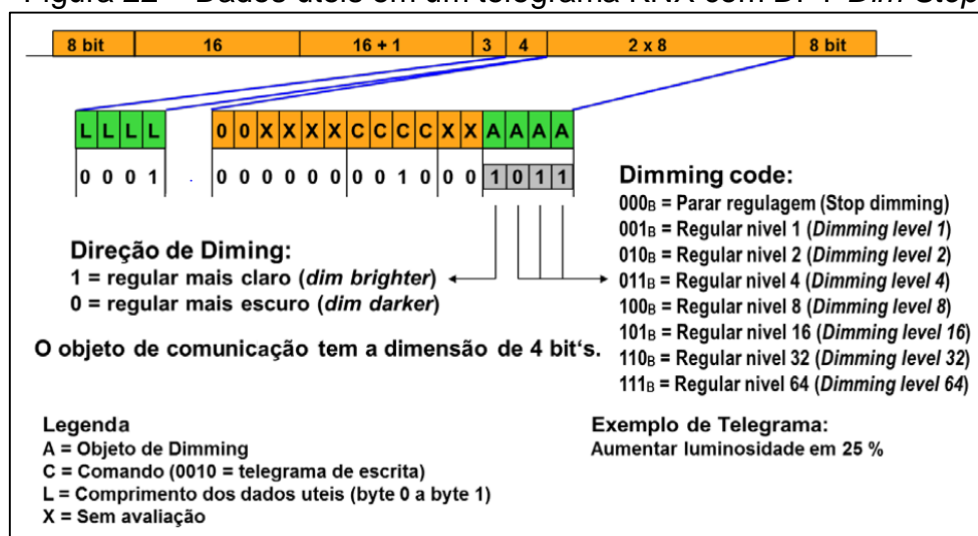 Figura 22 – Dados úteis em um telegrama KNX com DPT Dim Stop
8 bit 16 16 + 1 3 4 2 x 8 8 bit
L L L L 0 0 X X X X C C C C X X A A A A
0 0 0 1 . 0 0 0 0 0 0 0 0 1 0 0 0 1 0 1 1
Direção de Diming:
1 = regular mais claro (dim brighter)
0 = regular mais escuro (dim darker)
O objeto de comunicação tem a dimensão de 4 bit‘s.
Dimming code:
000B = Parar regulagem (Stop dimming)
001B = Regular nivel 1 (Dimming level 1)
010B = Regular nivel 2 (Dimming level 2)
011B = Regular nivel 4 (Dimming level 4)
100B = Regular nivel 8 (Dimming level 8)
101B = Regular nivel 16 (Dimming level 16)
110B = Regular nivel 32 (Dimming level 32)
111B = Regular nivel 64 (Dimming level 64)
Legenda
A = Objeto de Dimming
C = Comando (0010 = telegrama de escrita)
L = Comprimento dos dados uteis (byte 0 a byte 1)
X = Sem avaliação
Exemplo de Telegrama:
Aumentar luminosidade em 25 %